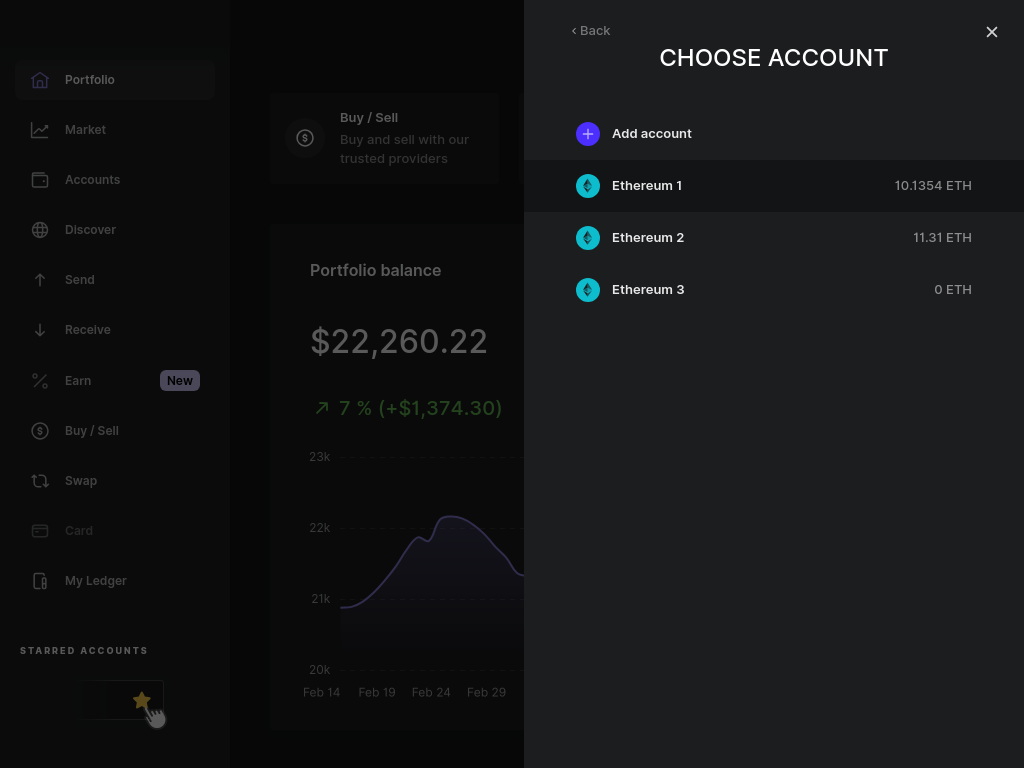 Portfolio
Market
Accounts
Discover
Send
Receive
Earn New
Buy / Sell
Swap
Card
My Ledger
STARRED ACCOUNTS
Buy / Sell
Buy and sell with our
trusted providers
Portfolio balance
$22,260.22
7 % (+$1,374.30)
23k
22k
21k
20k
Feb 14 Feb 19 Feb 24 Feb 29
‹ Back
CHOOSE ACCOUNT
Add account
Ethereum 1 10.1354 ETH
Ethereum 2 11.31 ETH
Ethereum 3 0 ETH